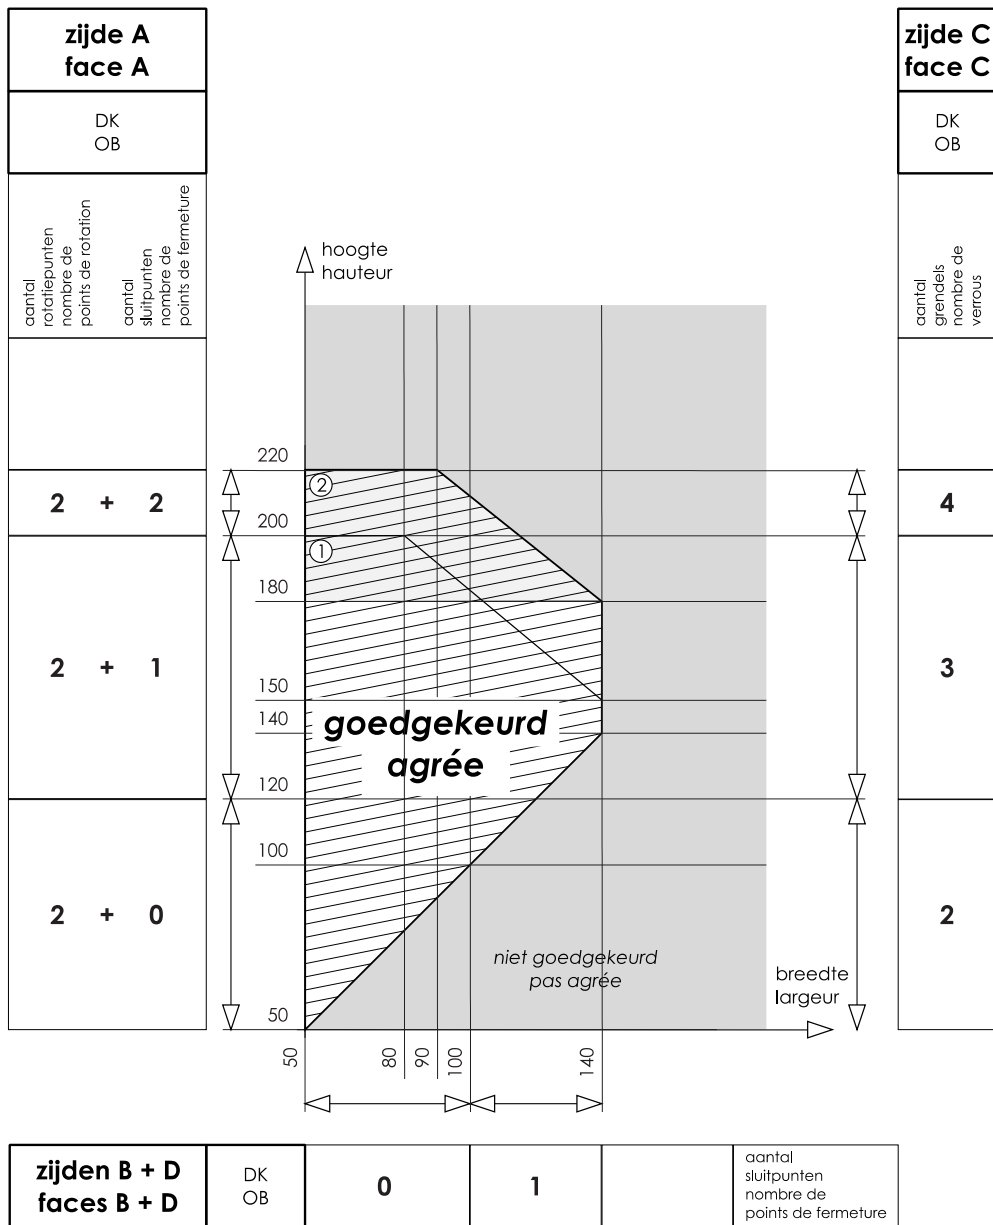 zijde A
face A
DK
OB
aantal
rotatiepunten
nombre de
points de rotation
aantal
sluitpunten
nombre de
points de fermeture
zijde C
face C
DK
OB
aantal
grendels
nombre de
verrous
hoogte
hauteur
220
2 + 2
2
4
200
1
180
2 + 1
3
150
140
goedgekeurd
agrée
120
100
2 + 0
2
niet goedgekeurd
pas agrée
breedte
largeur
50
50
80
90
100
140
zijden B + D
faces B + D
DK
OB
0
1
aantal
sluitpunten
nombre de
points de fermeture